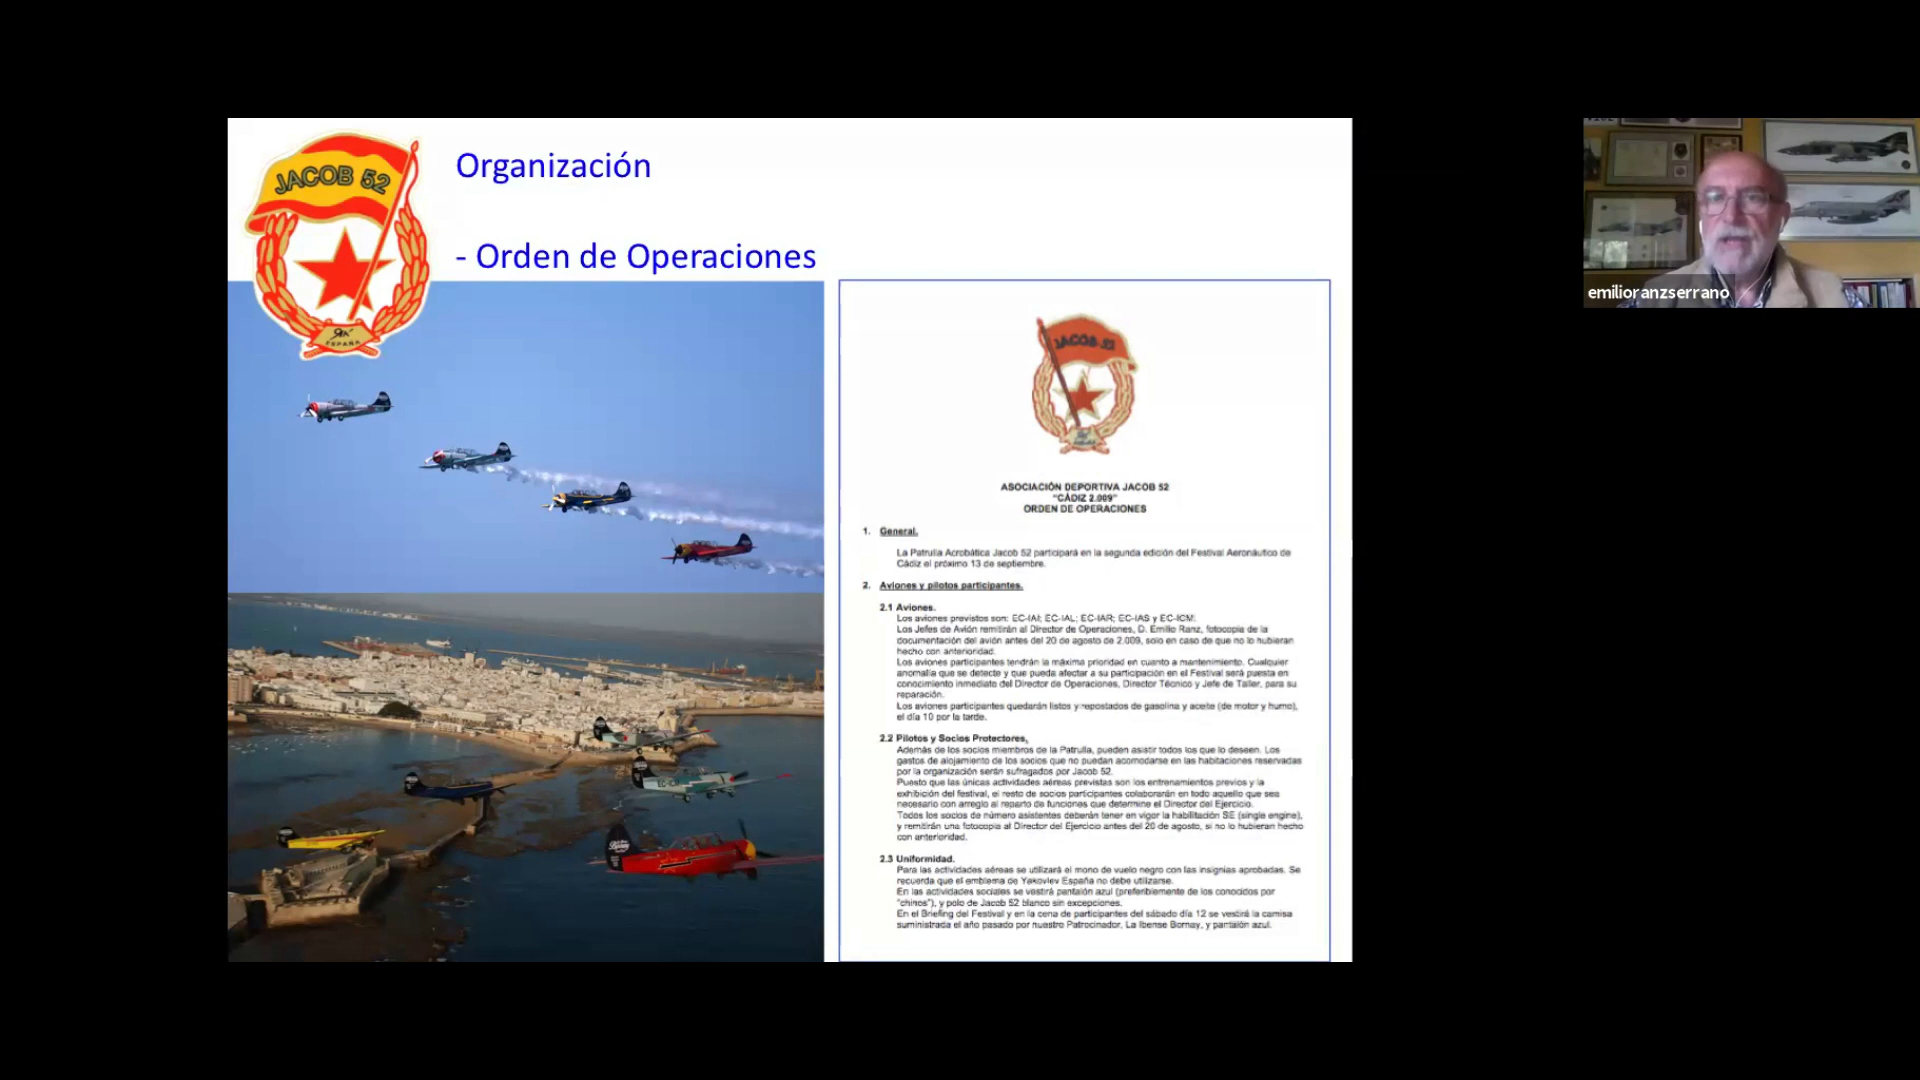 JACOB 52
ESPAÑA
Organización
- Orden de Operaciones
JACOB 52
ASOCIACIÓN DEPORTIVA JACOB 52
"CÁDIZ 2.009"
ORDEN DE OPERACIONES
1. General.
La Patrulla Acrobática Jacob 52 participará en la segunda edición del Festival Aeronáutico de
Cádiz el próximo 13 de septiembre.
2. Aviones y pilotos participantes.
2.1 Aviones.
Los aviones previstos son: EC-IAI; EC-IAL; EC-IAR; EC-IAS y EC-ICM.
Los Jefes de Avión remitirán al Director de Operaciones, D. Emilio Ranz, fotocopia de la
documentación del avión antes del 20 de agosto de 2.009, solo en caso de que no lo hubieran
hecho con anterioridad.
Los aviones participantes tendrán la máxima prioridad en cuanto a mantenimiento. Cualquier
anomalía que se detecte y que pueda afectar a su participación en el Festival será puesta en
conocimiento inmediato del Director de Operaciones, Director Técnico y Jefe de Taller, para su
reparación.
Los aviones participantes quedarán listos y repostados de gasolina y aceite (de motor y humo),
el día 10 por la tarde.
2.2 Pilotos y Socios Protectores.
Además de los socios miembros de la Patrulla, pueden asistir todos los que lo deseen. Los
gastos de alojamiento de los socios que no puedan acomodarse en las habitaciones reservadas
por la organización serán sufragados por Jacob 52.
Puesto que las únicas actividades aéreas previstas son los entrenamientos previos y la
exhibición del festival, el resto de socios participantes colaborarán en todo aquello que sea
necesario con arreglo al reparto de funciones que determine el Director del Ejercicio.
Todos los socios de número asistentes deberán tener en vigor la habilitación SE (single engine),
y remitirán una fotocopia al Director del Ejercicio antes del 20 de agosto, si no lo hubieran hecho
con anterioridad.
2.3 Uniformidad.
Para las actividades aéreas se utilizará el mono de vuelo negro con las insignias aprobadas. Se
recuerda que el emblema de Yakovlev España no debe utilizarse.
En las actividades sociales se vestirá pantalón azul (preferiblemente de los conocidos por
"chinos"), y polo de Jacob 52 blanco sin excepciones.
En el Briefing del Festival y en la cena de participantes del sábado día 12 se vestirá la camisa
suministrada el año pasado por nuestro Patrocinador, La Ibense Bornay, y pantalón azul.
EC-ICM
Bornay
emilioranzserrano